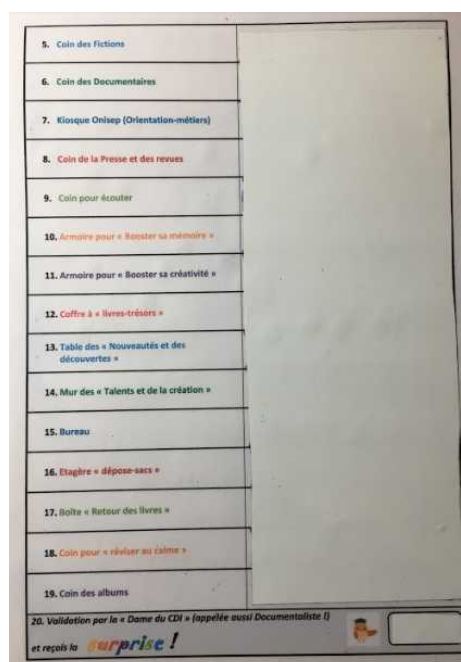 5. Coin des Fictions
6. Coin des Documentaires
7. Kiosque Onisep (Orientation-métiers)
8. Coin de la Presse et des revues
9. Coin pour écouter
10. Armoire pour « Booster sa mémoire »
11. Armoire pour « Booster sa créativité »
12. Coffre à « livres-trésors »
13. Table des « Nouveautés et des
découvertes »
14. Mur des « Talents et de la création »
15. Bureau
16. Etagère « dépose-sacs »
17. Boîte « Retour des livres »
18. Coin pour « réviser au calme »
19. Coin des albums
20. Validation par la « Dame du CDI » (appelée aussi Documentaliste !)
et reçois la surprise !